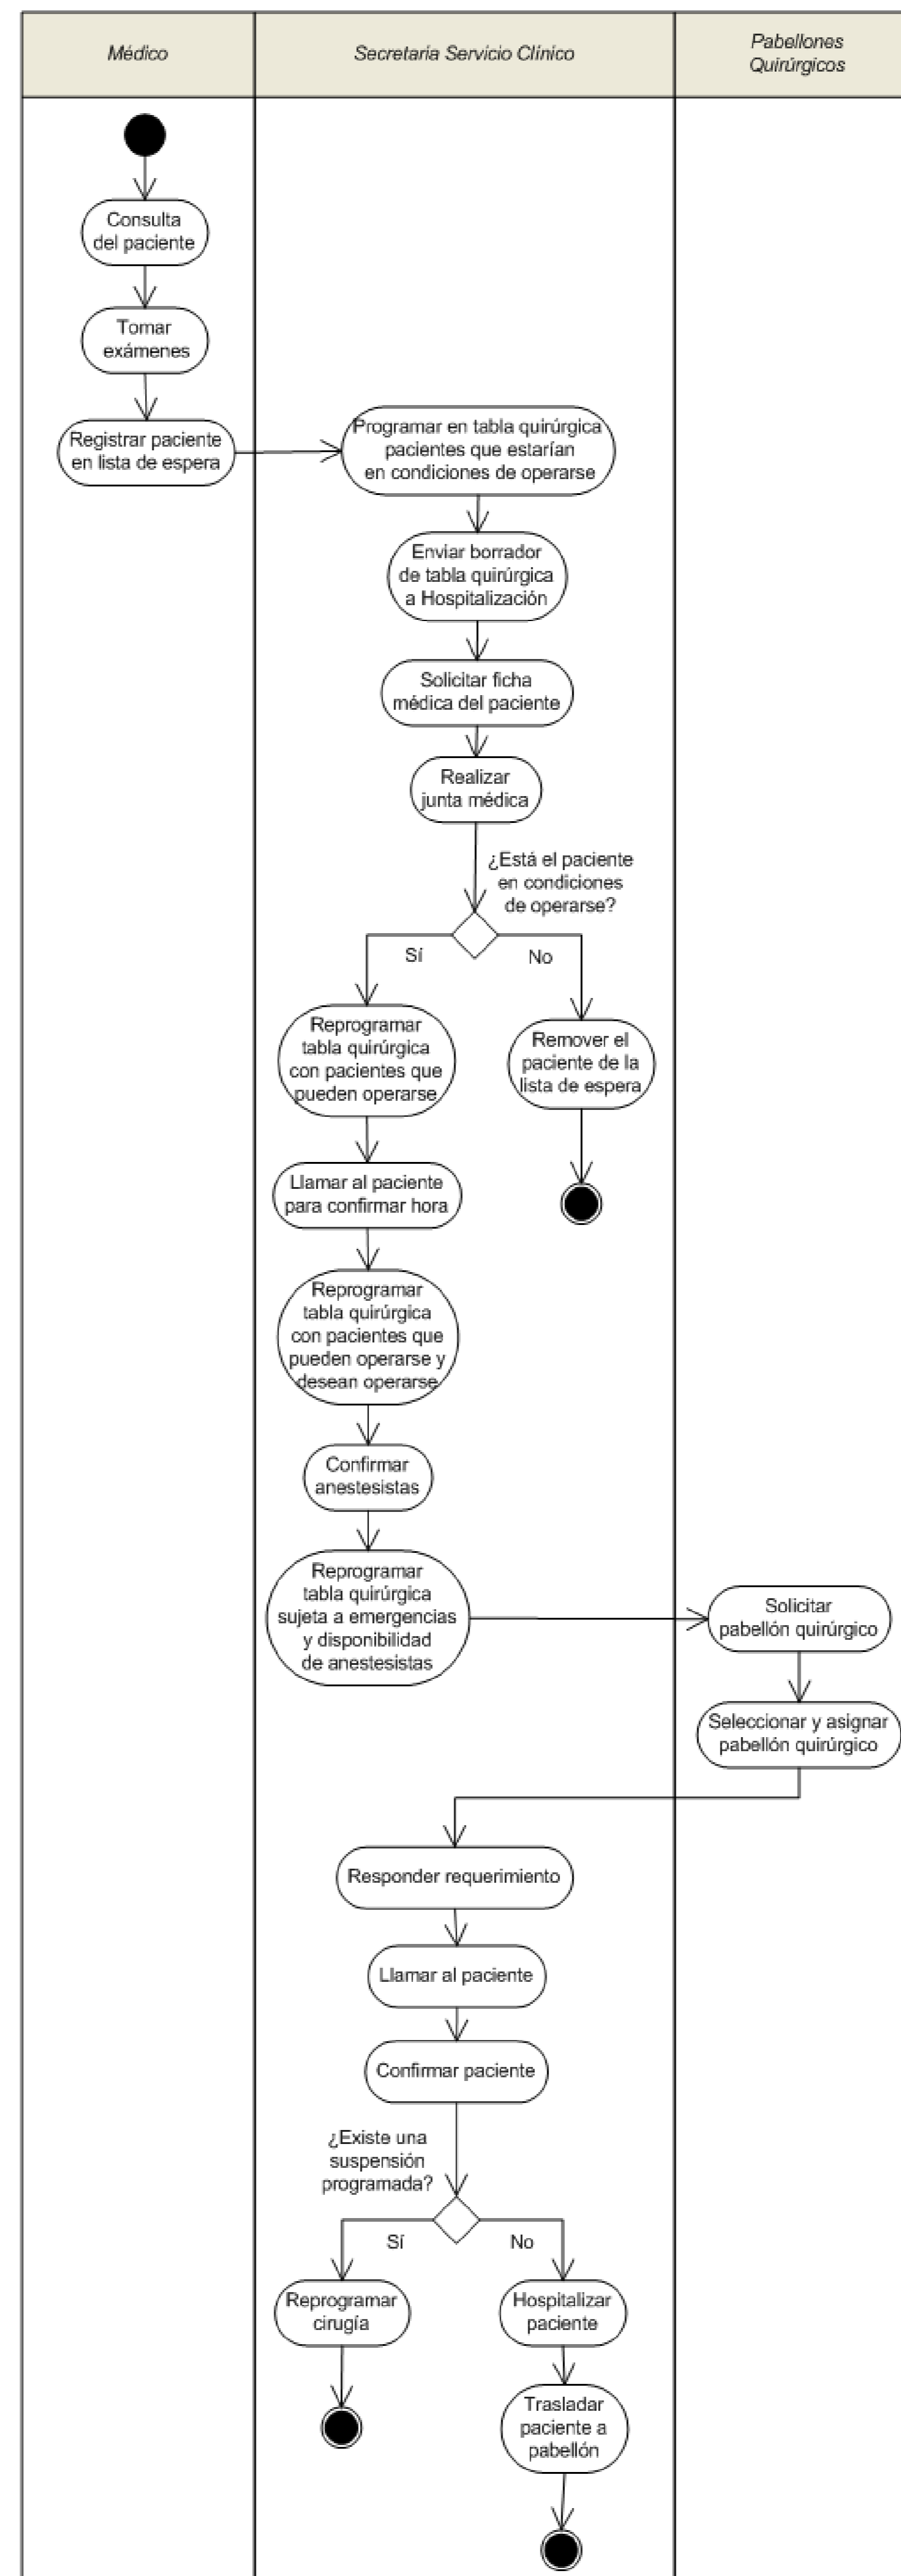 Médico
Secretaria Servicio Clínico
Pabellones
Quirúrgicos
Consulta
del paciente
Tomar
exámenes
Registrar paciente
en lista de espera
Programar en tabla quirúrgica
pacientes que estarían
en condiciones de operarse
Enviar borrador
de tabla quirúrgica
a Hospitalización
Solicitar ficha
médica del paciente
Realizar
junta médica
¿Está el paciente
en condiciones
de operarse?
Sí
No
Reprogramar
tabla quirúrgica
con pacientes que
pueden operarse
Remover el
paciente de la
lista de espera
Llamar al paciente
para confirmar hora
Reprogramar
tabla quirúrgica
con pacientes que
pueden operarse y
desean operarse
Confirmar
anestesistas
Reprogramar
tabla quirúrgica
sujeta a emergencias
y disponibilidad
de anestesistas
Solicitar
pabellón quirúrgico
Seleccionar y asignar
pabellón quirúrgico
Responder requerimiento
Llamar al paciente
Confirmar paciente
¿Existe una
suspensión
programada?
Sí
No
Reprogramar
cirugía
Hospitalizar
paciente
Trasladar
paciente a
pabellón